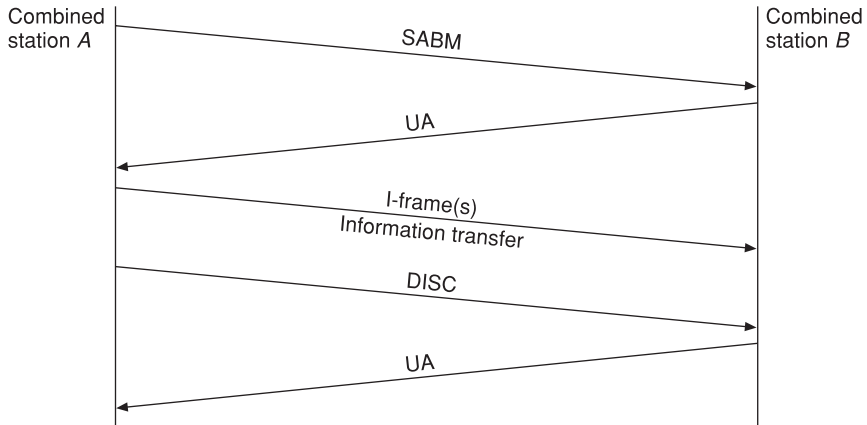 Combined
station A
Combined
station B
SABM
UA
I-frame(s)
Information transfer
DISC
UA